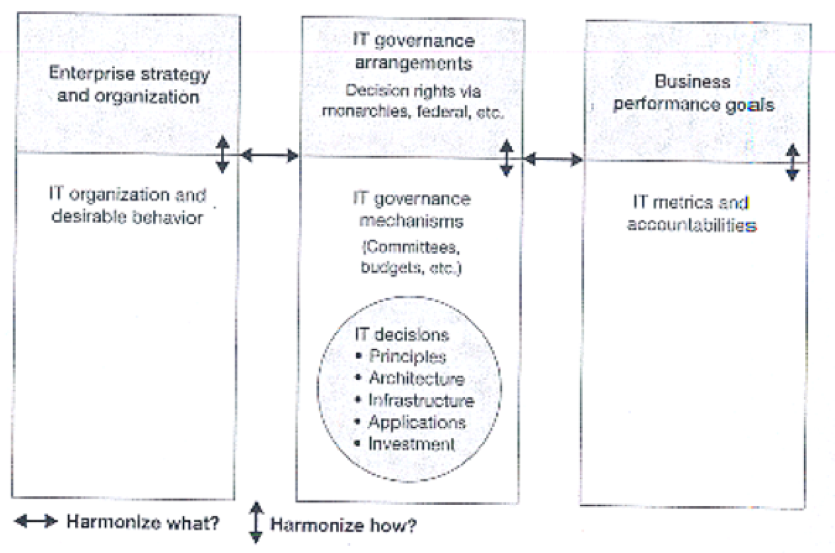 Enterprise strategy
and organization
IT organization and
desirable behavior
IT governance
arrangements
Decision rights via
monarchies, federal, etc.
IT governance
mechanisms
(Committees,
budgets, etc.)
IT decisions
• Principles
• Architecture
• Infrastructure
• Applications
• Investment
Business
performance goals
IT metrics and
accountabilities
Harmonize what?
Harmonize how?